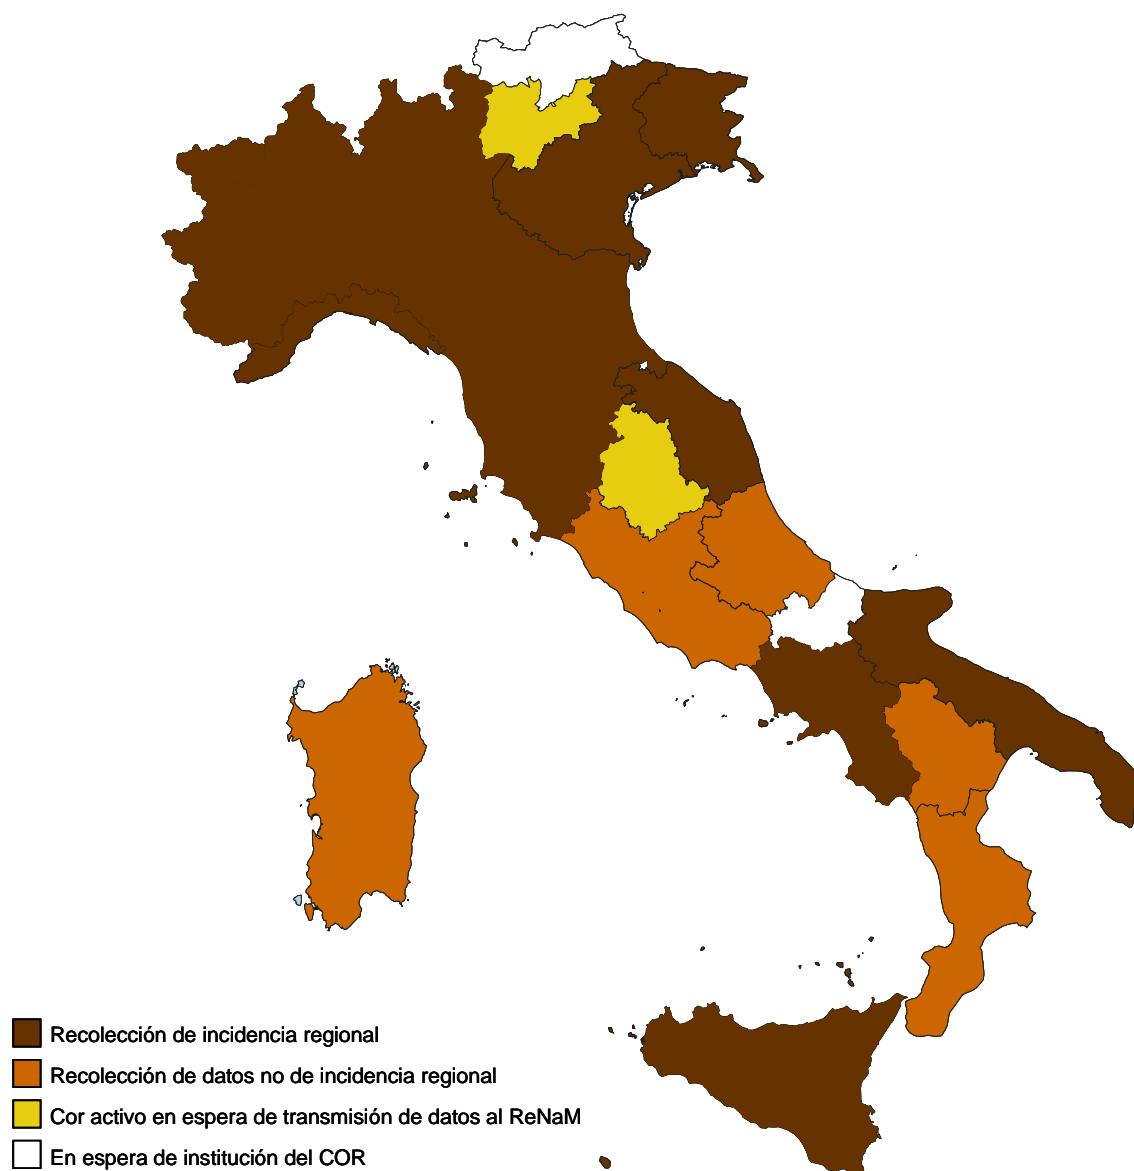 Recolección de incidencia regional
Recolección de datos no de incidencia regional
Cor activo en espera de transmisión de datos al ReNaM
En espera de institución del COR